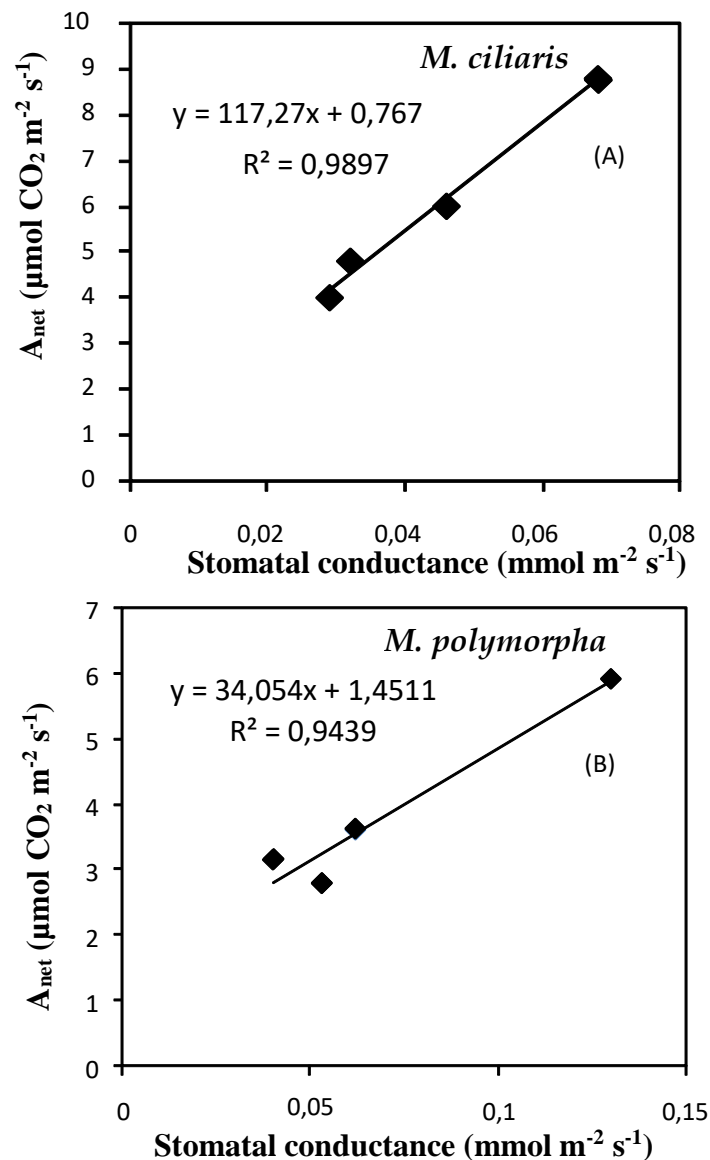 10
9
8
7
6
5
4
3
2
1
0
M. ciliaris
y = 117,27x + 0,767
R² = 0,9897
(A)
A_net (µmol CO₂ m⁻² s⁻¹)
0 0,02 0,04 0,06 0,08
Stomatal conductance (mmol m⁻² s⁻¹)
7
6
5
4
3
2
1
0
M. polymorpha
y = 34,054x + 1,4511
R² = 0,9439
(B)
A_net (µmol CO₂ m⁻² s⁻¹)
0 0,05 0,1 0,15
Stomatal conductance (mmol m⁻² s⁻¹)